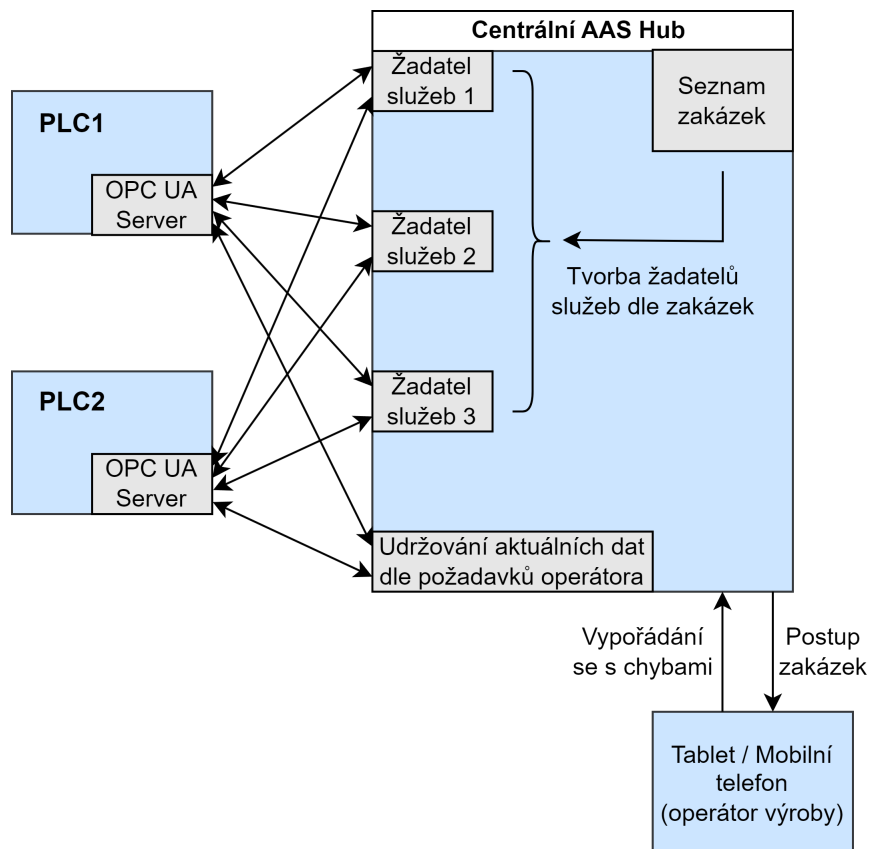 Centrální AAS Hub
Žadatel
služeb 1
Seznam
zakázek
PLC1
OPC UA
Server
Žadatel
služeb 2
Tvorba žadatelů
služeb dle zakázek
PLC2
Žadatel
služeb 3
OPC UA
Server
Udržování aktuálních dat
dle požadavků operátora
Vypořádání
se s chybami
Postup
zakázek
Tablet / Mobilní
telefon
(operátor výroby)